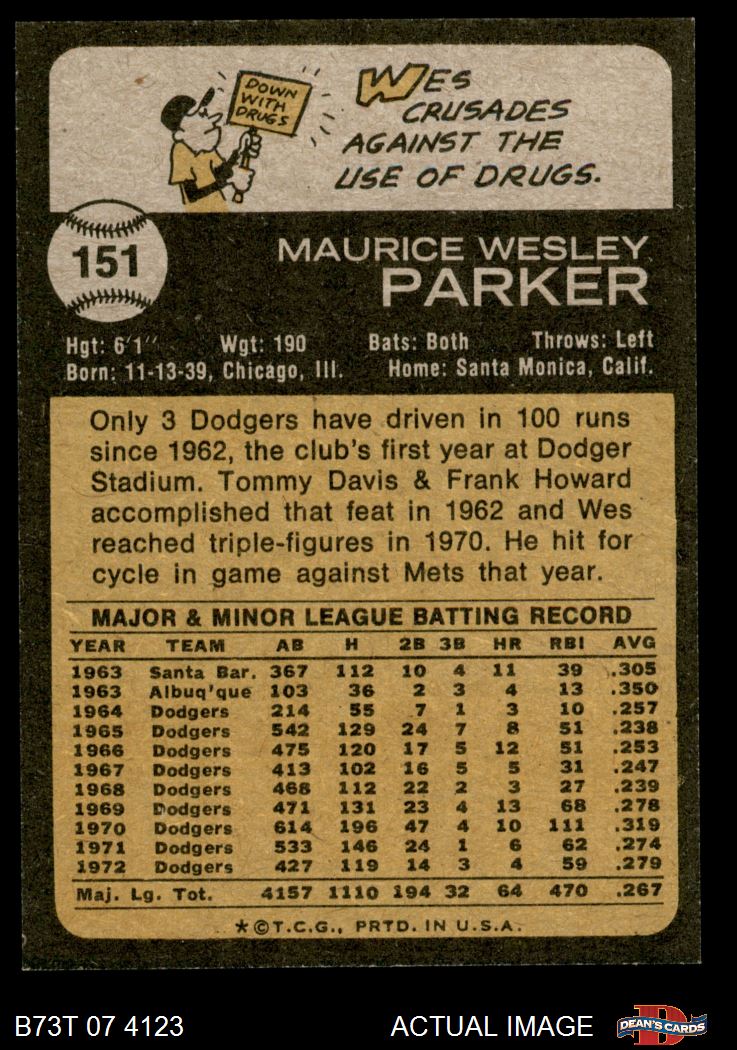 DOWN
WITH
DRUGS
WES
CRUSADES
AGAINST THE
USE OF DRUGS.
151
MAURICE WESLEY
PARKER
Hgt: 6'1" Wgt: 190 Bats: Both Throws: Left
Born: 11-13-39, Chicago, Ill. Home: Santa Monica, Calif.
Only 3 Dodgers have driven in 100 runs
since 1962, the club's first year at Dodger
Stadium. Tommy Davis & Frank Howard
accomplished that feat in 1962 and Wes
reached triple-figures in 1970. He hit for
cycle in game against Mets that year.
MAJOR & MINOR LEAGUE BATTING RECORD
YEAR TEAM AB H 2B 3B HR RBI AVG
1963 Santa Bar. 367 112 10 4 11 39 .305
1963 Albuq'que 103 36 2 3 4 13 .350
1964 Dodgers 214 55 7 1 3 10 .257
1965 Dodgers 542 129 24 7 8 51 .238
1966 Dodgers 475 120 17 5 12 51 .253
1967 Dodgers 413 102 16 5 5 31 .247
1968 Dodgers 468 112 22 2 3 27 .239
1969 Dodgers 471 131 23 4 13 68 .278
1970 Dodgers 614 196 47 4 10 111 .319
1971 Dodgers 533 146 24 1 6 62 .274
1972 Dodgers 427 119 14 3 4 59 .279
Maj. Lg. Tot. 4157 1110 194 32 64 470 .267
★©T.C.G., PRTD. IN U.S.A.
B73T 07 4123 ACTUAL IMAGE D DEAN'S CARDS